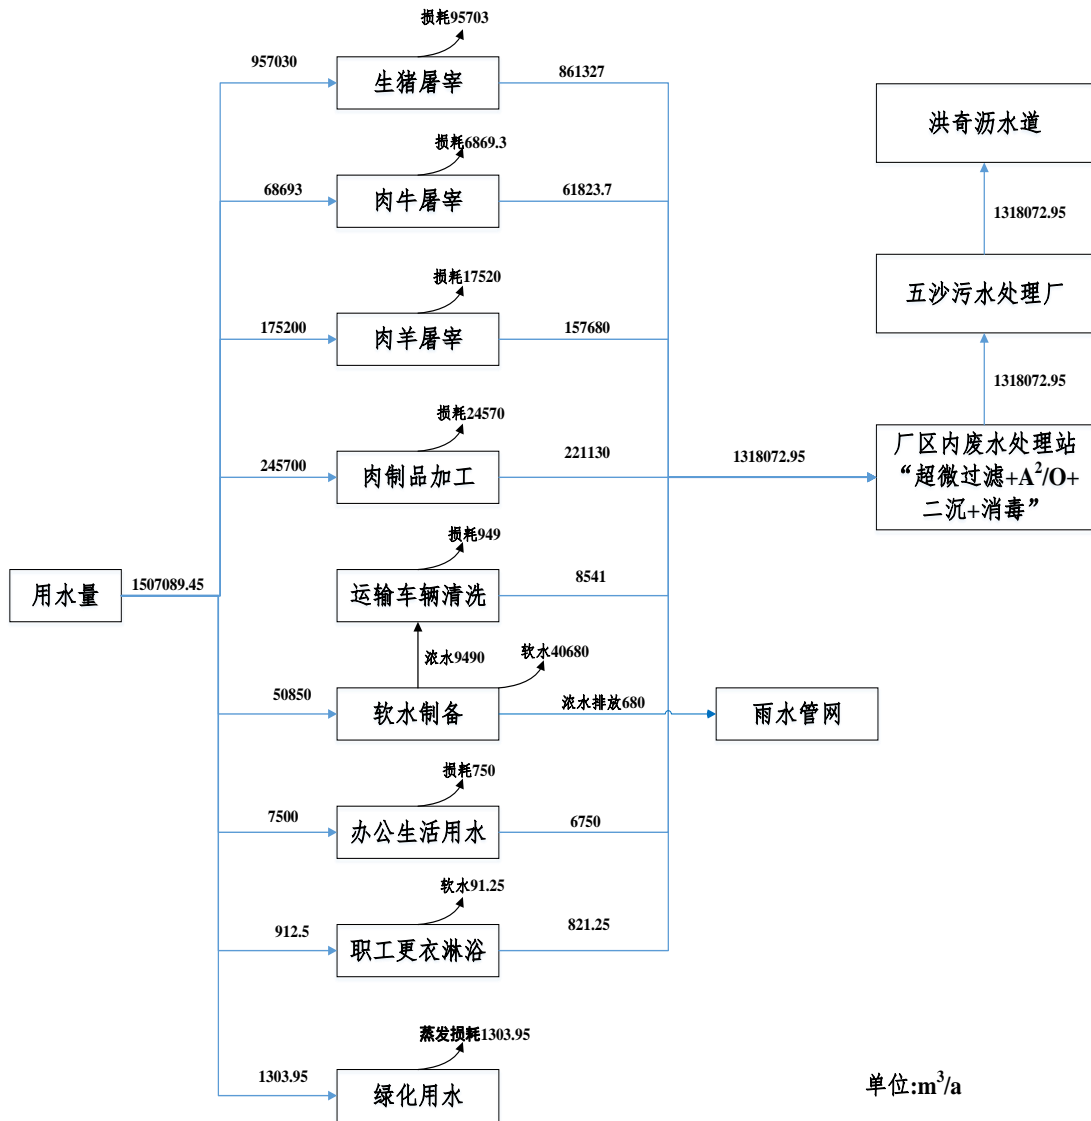 损耗95703
957030
生猪屠宰
861327
洪奇沥水道
损耗6869.3
68693
肉牛屠宰
61823.7
1318072.95
损耗17520
五沙污水处理厂
175200
肉羊屠宰
157680
1318072.95
损耗24570
245700
肉制品加工
221130
1318072.95
厂区内废水处理站
“超微过滤+A²/O+
二沉+消毒”
损耗949
用水量
1507089.45
运输车辆清洗
8541
浓水9490
软水40680
50850
软水制备
浓水排放680
雨水管网
损耗750
7500
办公生活用水
6750
软水91.25
912.5
职工更衣淋浴
821.25
蒸发损耗1303.95
1303.95
绿化用水
单位:m³/a